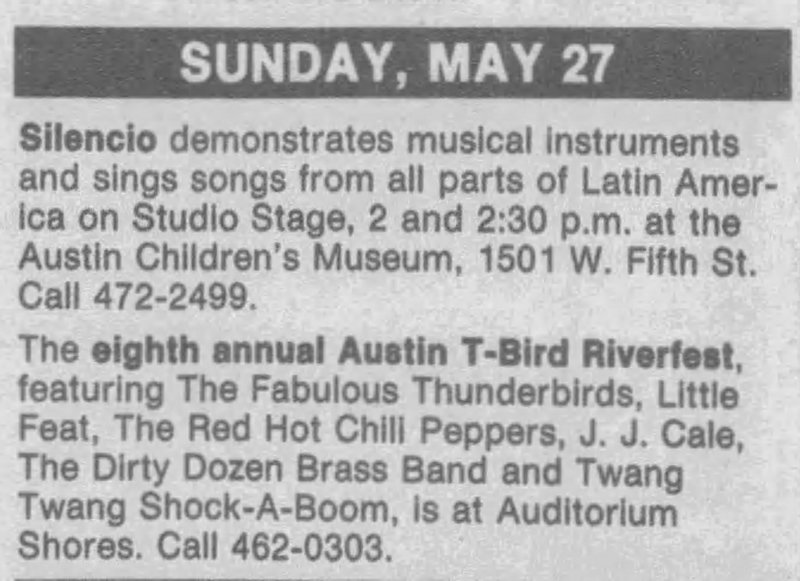 SUNDAY, MAY 27
Silencio demonstrates musical instruments
and sings songs from all parts of Latin Amer-
ica on Studio Stage, 2 and 2:30 p.m. at the
Austin Children's Museum, 1501 W. Fifth St.
Call 472-2499.
The eighth annual Austin T-Bird Riverfest,
featuring The Fabulous Thunderbirds, Little
Feat, The Red Hot Chili Peppers, J. J. Cale,
The Dirty Dozen Brass Band and Twang
Twang Shock-A-Boom, is at Auditorium
Shores. Call 462-0303.